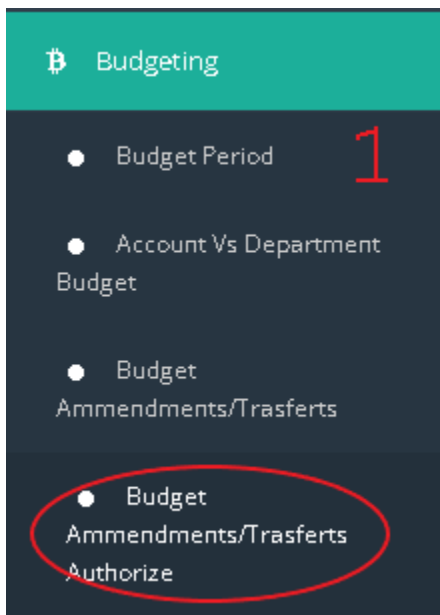 Budgeting
Budget Period
1
Account Vs Department
Budget
Budget
Ammendments/Trasferts
Budget
Ammendments/Trasferts
Authorize